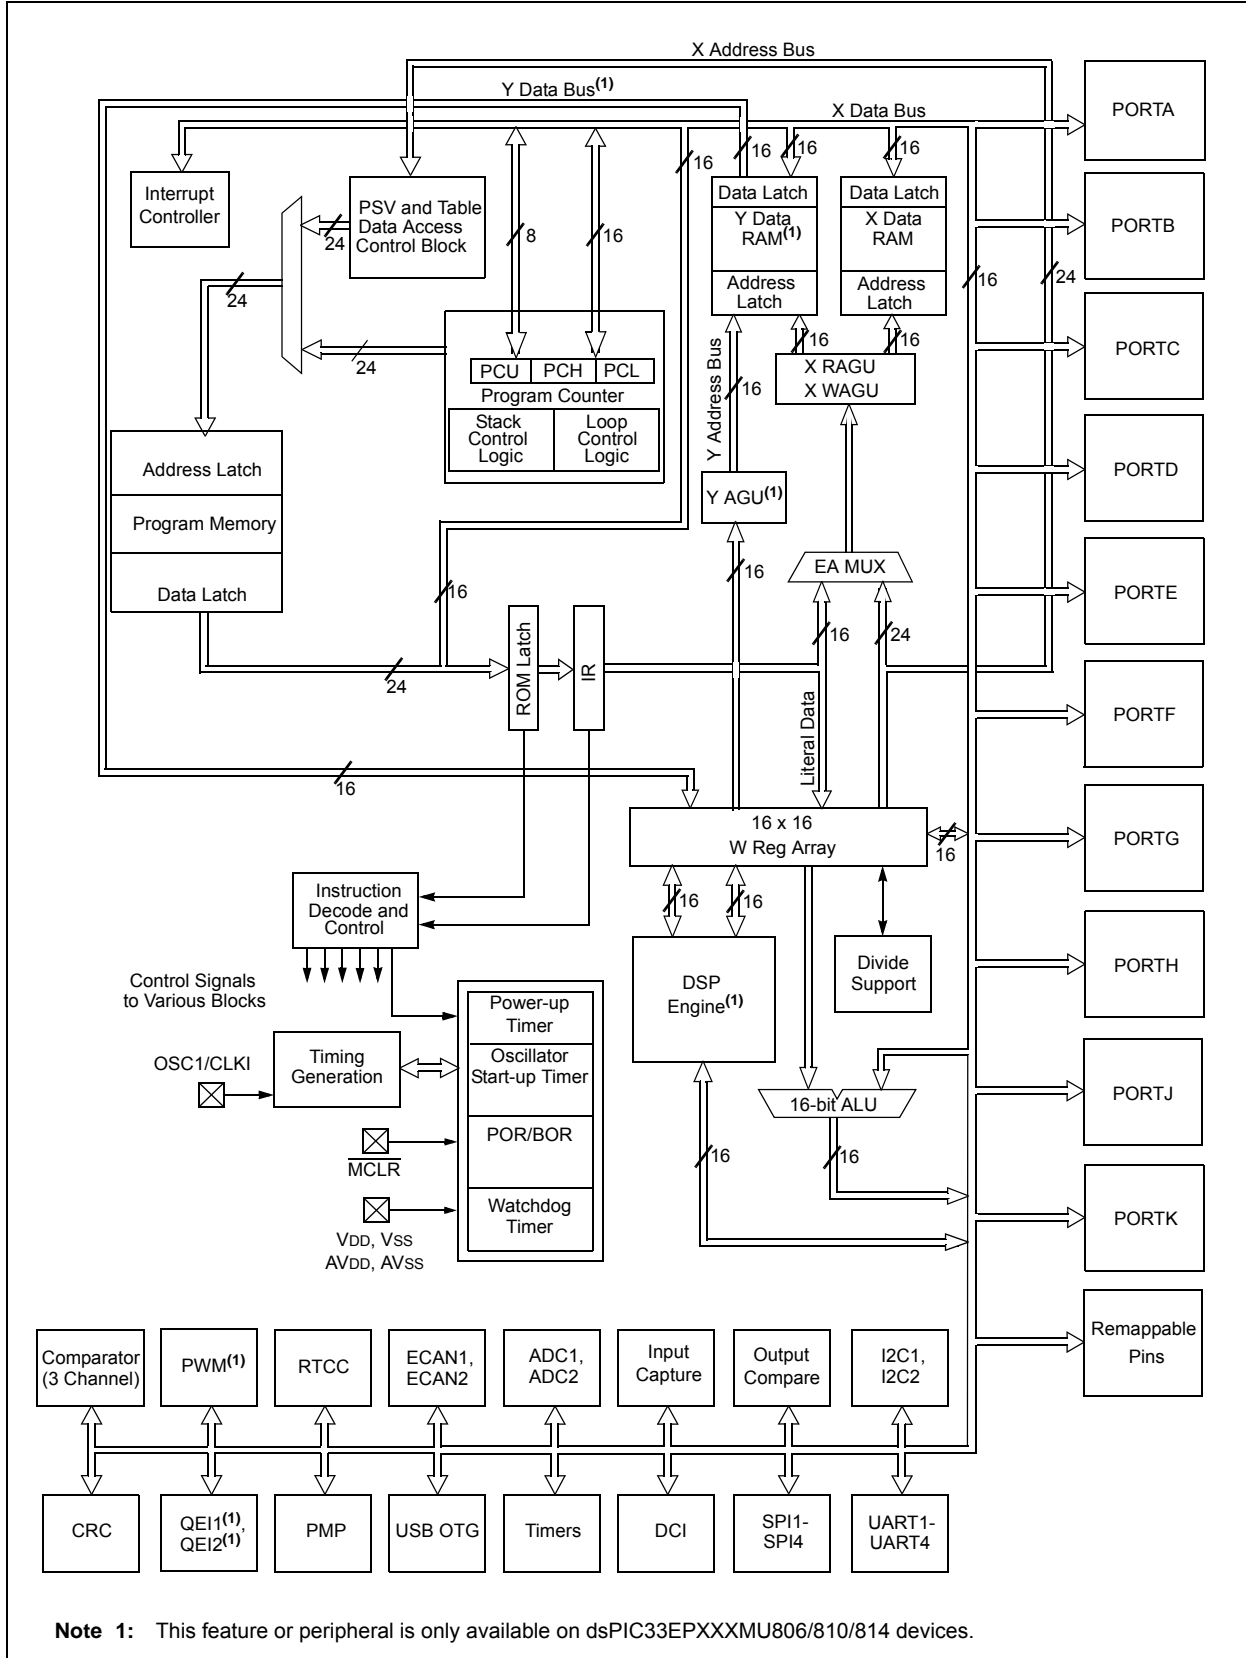 X Address Bus
Y Data Bus(1)
X Data Bus
PORTA
16
16
16
16
Interrupt
Controller
PSV and Table
Data Access
Control Block
24
8
16
Data Latch
Y Data
RAM(1)
Address
Latch
Data Latch
X Data
RAM
Address
Latch
PORTB
16
24
24
24
PCU
PCH
PCL
Program Counter
Stack
Control
Logic
Loop
Control
Logic
16
16
X RAGU
X WAGU
Y Address Bus
16
PORTC
Address Latch
Program Memory
Data Latch
Y AGU(1)
PORTD
16
EA MUX
16
16
24
PORTE
24
ROM Latch
IR
Literal Data
PORTF
16
16 x 16
W Reg Array
16
PORTG
Instruction
Decode and
Control
16
16
Control Signals
to Various Blocks
DSP
Engine(1)
Divide
Support
PORTH
Power-up
Timer
OSC1/CLKI
Timing
Generation
Oscillator
Start-up Timer
16-bit ALU
PORTJ
POR/BOR
MCLR
16
16
Watchdog
Timer
PORTK
VDD, VSS
AVDD, AVSS
Remappable
Pins
Comparator
(3 Channel)
PWM(1)
RTCC
ECAN1,
ECAN2
ADC1,
ADC2
Input
Capture
Output
Compare
I2C1,
I2C2
CRC
QEI1(1),
QEI2(1)
PMP
USB OTG
Timers
DCI
SPI1-
SPI4
UART1-
UART4
Note 1: This feature or peripheral is only available on dsPIC33EPXXXMU806/810/814 devices.